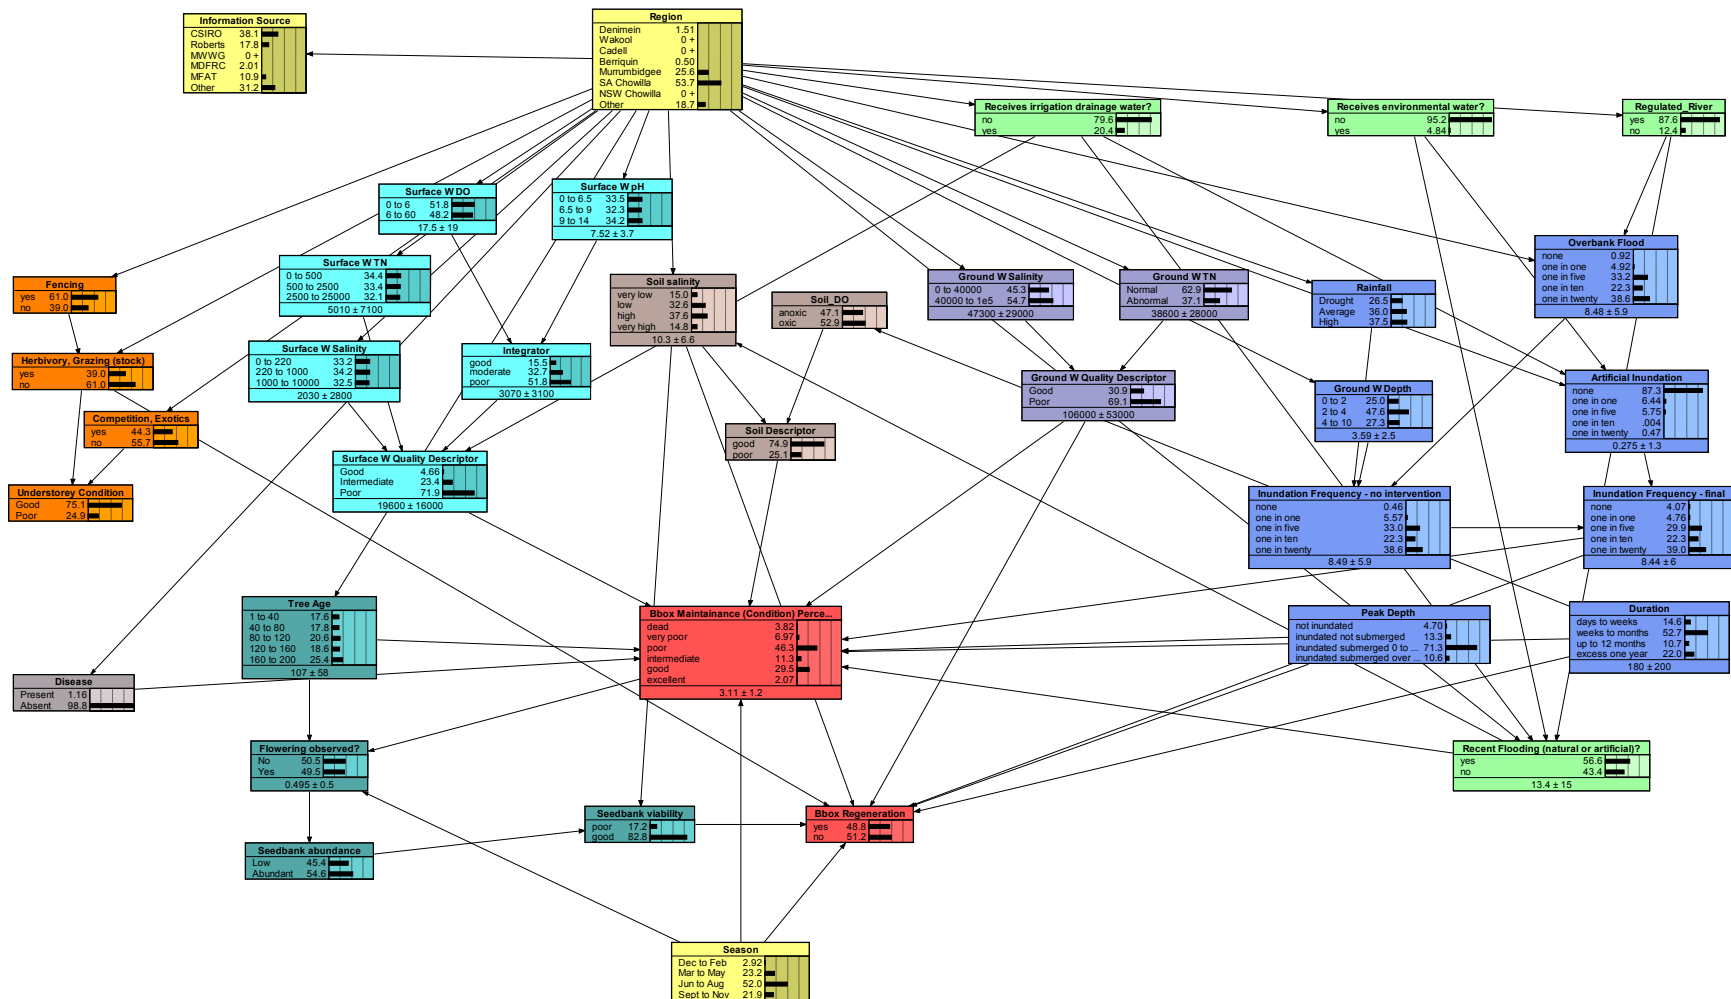 Information Source
CSIRO 38.1
Roberts 17.8
MWWG 0 +
MDFRC 2.01
MFAT 10.9
Other 31.2
Region
Denimein 1.51
Wakool 0 +
Cadell 0 +
Berriquin 0.50
Murrumbidgee 25.6
SA Chowilla 53.7
NSW Chowilla 0 +
Other 18.7
Receives irrigation drainage water?
no 79.6
yes 20.4
Receives environmental water?
no 95.2
yes 4.84
Regulated_River
yes 87.6
no 12.4
Surface W DO
0 to 6 51.8
6 to 60 48.2
17.5 ± 19
Surface W pH
0 to 6.5 33.5
6.5 to 9 32.3
9 to 14 34.2
7.52 ± 3.7
Overbank Flood
none 0.92
one in one 4.92
one in five 33.2
one in ten 22.3
one in twenty 38.6
8.48 ± 5.9
Surface W TN
0 to 500 34.4
500 to 2500 33.4
2500 to 25000 32.1
5010 ± 7100
Fencing
yes 61.0
no 39.0
Soil salinity
very low 15.0
low 32.6
high 37.6
very high 14.8
10.3 ± 6.6
Soil_DO
anoxic 47.1
oxic 52.9
Ground W Salinity
0 to 40000 45.3
40000 to 1e5 54.7
47300 ± 29000
Ground W TN
Normal 62.9
Abnormal 37.1
38600 ± 28000
Rainfall
Drought 26.5
Average 36.0
High 37.5
Herbivory, Grazing (stock)
yes 39.0
no 61.0
Surface W Salinity
0 to 220 33.2
220 to 1000 34.2
1000 to 10000 32.5
2030 ± 2800
Integrator
good 15.5
moderate 32.7
poor 51.8
3070 ± 3100
Ground W Quality Descriptor
Good 30.9
Poor 69.1
106000 ± 53000
Ground W Depth
0 to 2 25.0
2 to 4 47.6
4 to 10 27.3
3.59 ± 2.5
Artificial Inundation
none 87.3
one in one 6.44
one in five 5.75
one in ten .004
one in twenty 0.47
0.275 ± 1.3
Competition, Exotics
yes 44.3
no 55.7
Soil Descriptor
good 74.9
poor 25.1
Surface W Quality Descriptor
Good 4.66
Intermediate 23.4
Poor 71.9
19600 ± 16000
Understorey Condition
Good 75.1
Poor 24.9
Inundation Frequency - no intervention
none 0.46
one in one 5.57
one in five 33.0
one in ten 22.3
one in twenty 38.6
8.49 ± 5.9
Inundation Frequency - final
none 4.07
one in one 4.76
one in five 29.9
one in ten 22.3
one in twenty 39.0
8.44 ± 6
Tree Age
1 to 40 17.6
40 to 80 17.8
80 to 120 20.6
120 to 160 18.6
160 to 200 25.4
107 ± 58
Bbox Maintainance (Condition) Perce...
dead 3.82
very poor 6.97
poor 46.3
intermediate 11.3
good 29.5
excellent 2.07
3.11 ± 1.2
Peak Depth
not inundated 4.70
inundated not submerged 13.3
inundated submerged 0 to ... 71.3
inundated submerged over ... 10.6
Duration
days to weeks 14.6
weeks to months 52.7
up to 12 months 10.7
excess one year 22.0
180 ± 200
Disease
Present 1.16
Absent 98.8
Flowering observed?
No 50.5
Yes 49.5
0.495 ± 0.5
Recent Flooding (natural or artificial)?
yes 56.6
no 43.4
13.4 ± 15
Seedbank viability
poor 17.2
good 82.8
Bbox Regeneration
yes 48.8
no 51.2
Seedbank abundance
Low 45.4
Abundant 54.6
Season
Dec to Feb 2.92
Mar to May 23.2
Jun to Aug 52.0
Sept to Nov 21.9